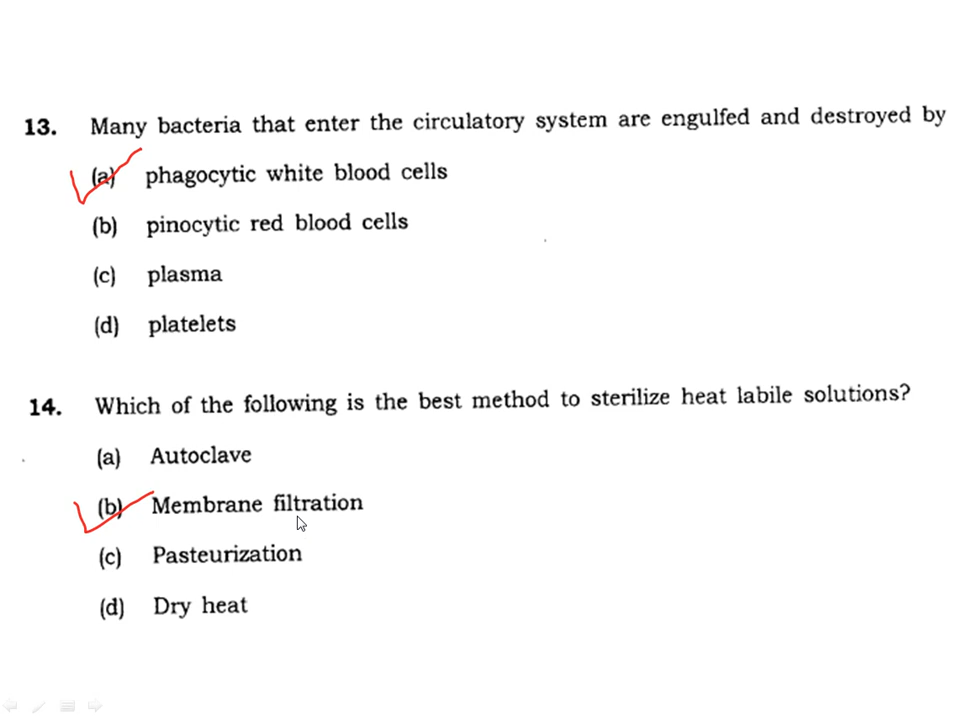 13. Many bacteria that enter the circulatory system are engulfed and destroyed by
(a) phagocytic white blood cells
(b) pinocytic red blood cells
(c) plasma
(d) platelets
14. Which of the following is the best method to sterilize heat labile solutions?
(a) Autoclave
(b) Membrane filtration
(c) Pasteurization
(d) Dry heat